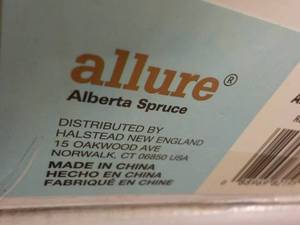 allure®
Alberta Spruce
DISTRIBUTED BY
HALSTEAD NEW ENGLAND
15 OAKWOOD AVE
NORWALK, CT 06850 USA
MADE IN CHINA
HECHO EN CHINA
FABRIQUÉ EN CHINE